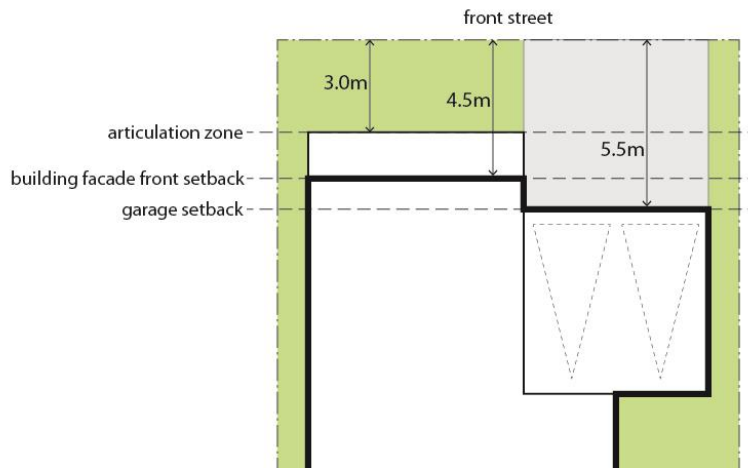 front street
3.0m
4.5m
articulation zone
5.5m
building facade front setback
garage setback